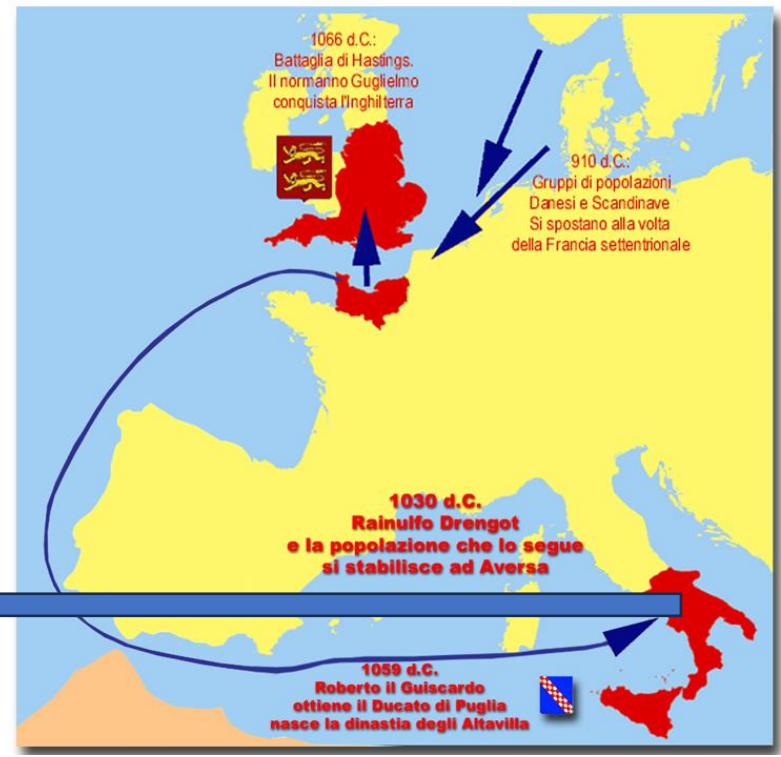 1066 d.C.:
Battaglia di Hastings.
Il normanno Guglielmo
conquista l'Inghilterra
910 d.C.:
Gruppi di popolazioni
Danesi e Scandinave
Si spostano alla volta
della Francia settentrionale
1030 d.C.
Rainulfo Drengot
e la popolazione che lo segue
si stabilisce ad Aversa
1059 d.C.
Roberto il Guiscardo
ottiene il Ducato di Puglia
nasce la dinastia degli Altavilla